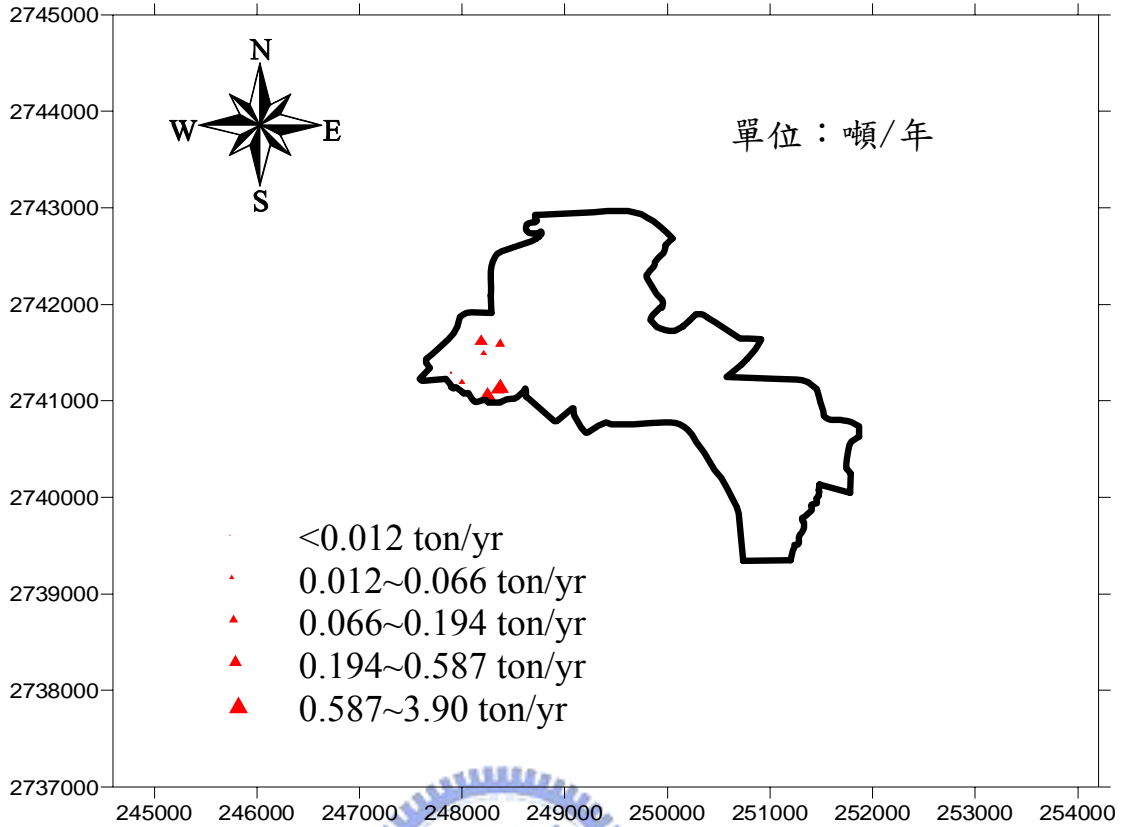 2745000
N
2744000
W E
單位：噸/年
S
2743000
2742000
2741000
2740000
<0.012 ton/yr
2739000
0.012~0.066 ton/yr
0.066~0.194 ton/yr
2738000
0.194~0.587 ton/yr
0.587~3.90 ton/yr
2737000
245000 246000 247000 248000 249000 250000 251000 252000 253000 254000